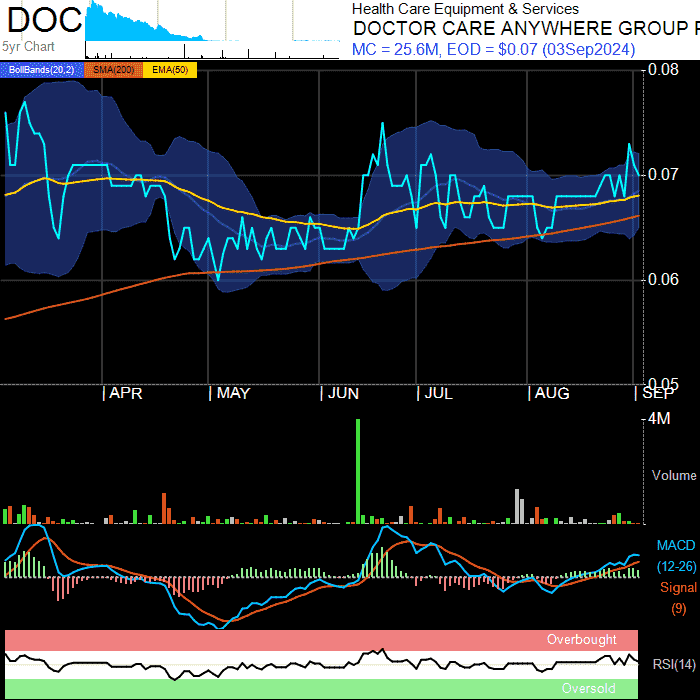 DOC
5yr Chart
Health Care Equipment & Services
DOCTOR CARE ANYWHERE GROUP P
MC = 25.6M, EOD = $0.07 (03Sep2024)
BollBands(20,2) SMA(200) EMA(50)
0.08
0.07
0.06
0.05
APR MAY JUN JUL AUG SEP
4M
Volume
MACD
(12-26)
Signal
(9)
Overbought
RSI(14)
Oversold